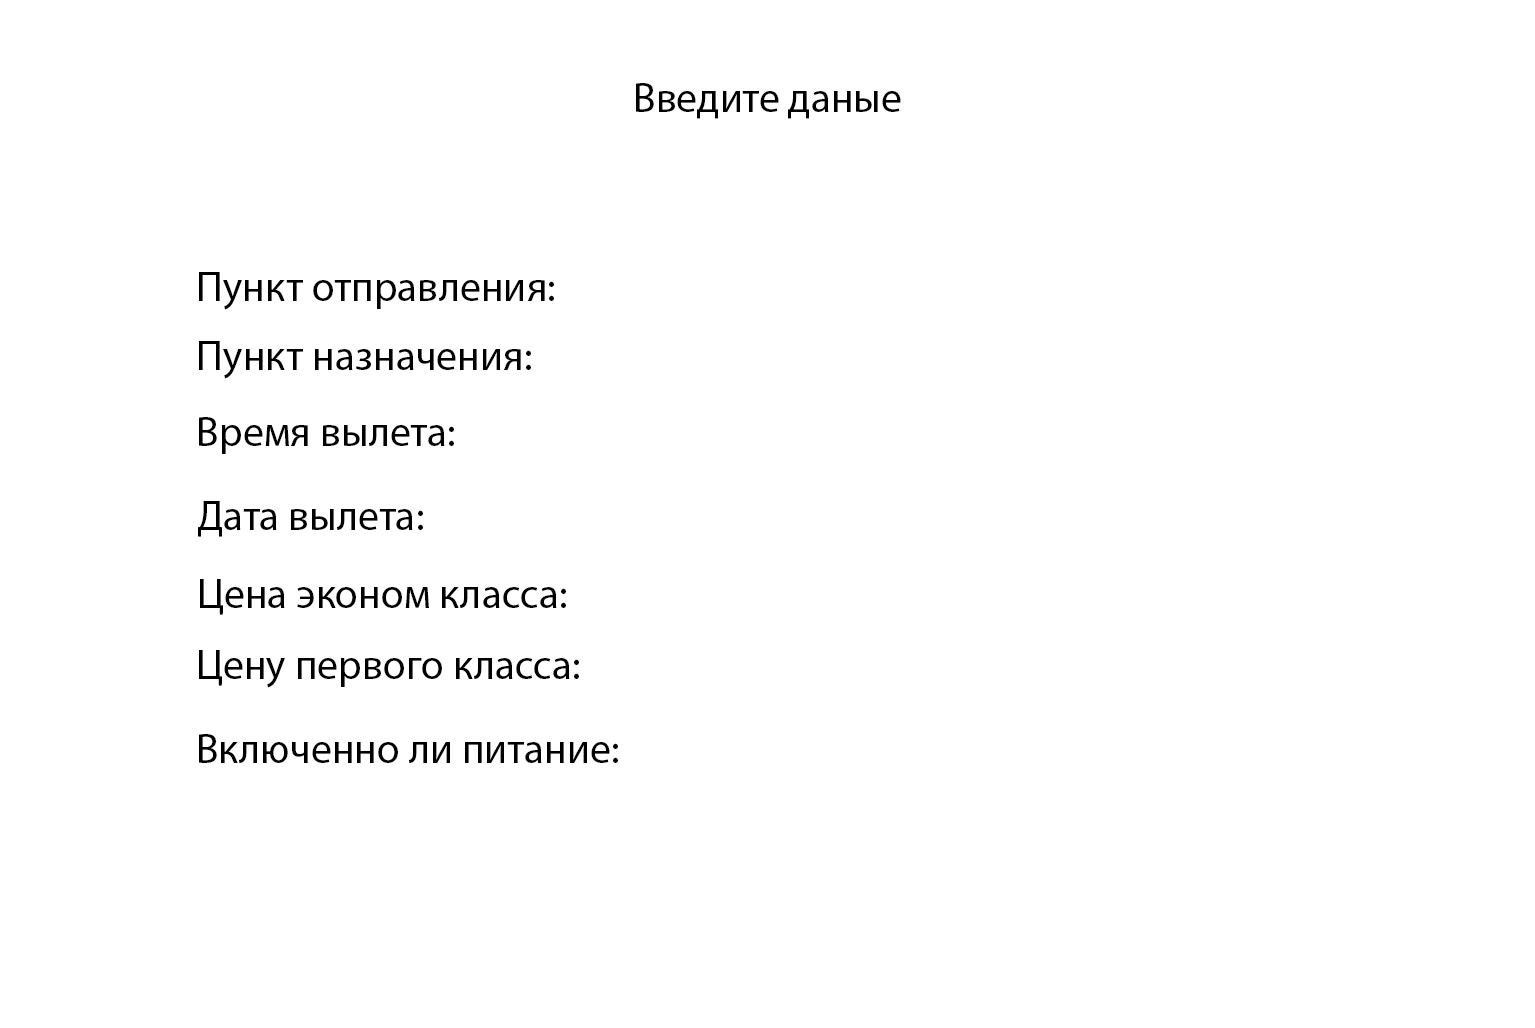 Введите даные
Пункт отправления:
Пункт назначения:
Время вылета:
Дата вылета:
Цена эконом класса:
Цену первого класса:
Включенно ли питание: